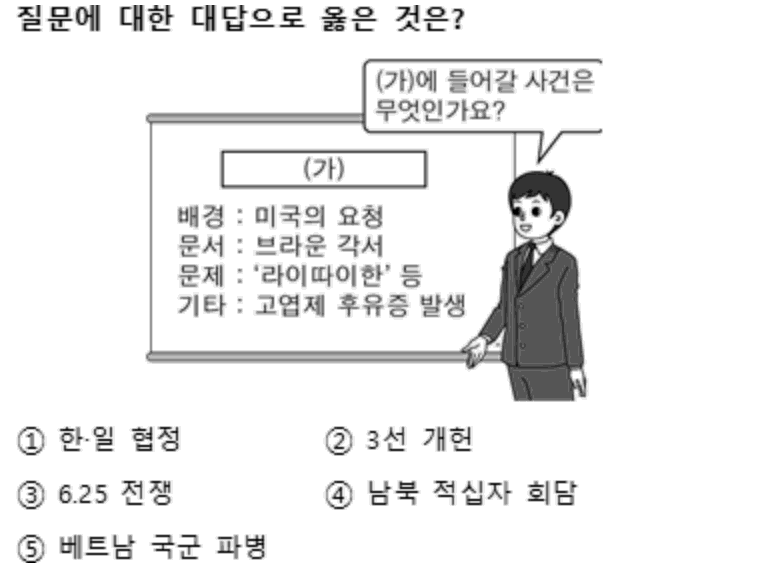 질문에 대한 대답으로 옳은 것은?
(가)에 들어갈 사건은
무엇인가요?
(가)
배경 : 미국의 요청
문서 : 브라운 각서
문제 : ‘라이따이한’ 등
기타 : 고엽제 후유증 발생
① 한·일 협정
② 3선 개헌
③ 6.25 전쟁
④ 남북 적십자 회담
⑤ 베트남 국군 파병